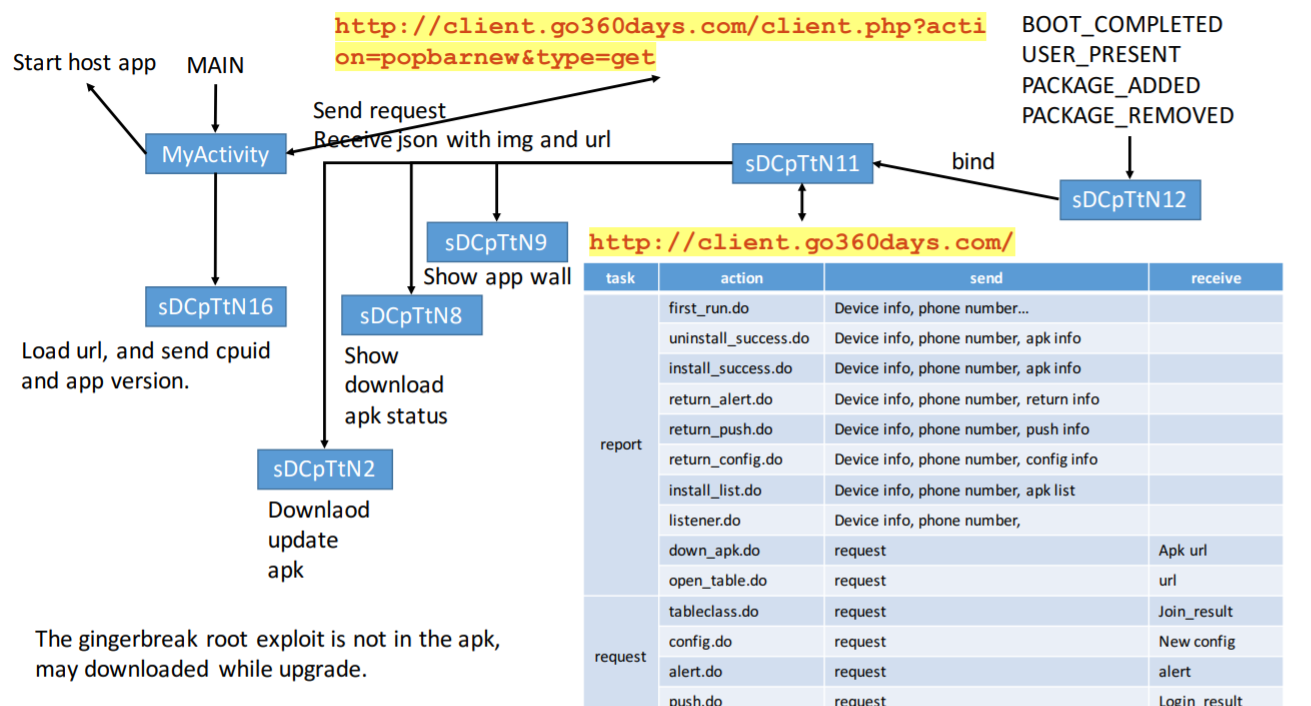 http://client.go360days.com/client.php?acti
on=popbarnew&type=get
BOOT_COMPLETED
USER_PRESENT
PACKAGE_ADDED
PACKAGE_REMOVED
Start host app
MAIN
Send request
Receive json with img and url
MyActivity
sDCpTtN11
bind
sDCpTtN12
sDCpTtN9
Show app wall
http://client.go360days.com/
sDCpTtN16
Load url, and send cpuid
and app version.
sDCpTtN8
Show
download
apk status
sDCpTtN2
Downlaod
update
apk
The gingerbreak root exploit is not in the apk,
may downloaded while upgrade.
task action send receive
report
first_run.do Device info, phone number...
uninstall_success.do Device info, phone number, apk info
install_success.do Device info, phone number, apk info
return_alert.do Device info, phone number, return info
return_push.do Device info, phone number, push info
return_config.do Device info, phone number, config info
install_list.do Device info, phone number, apk list
listener.do Device info, phone number,
down_apk.do request Apk url
open_table.do request url
request
tableclass.do request Join_result
config.do request New config
alert.do request alert
push.do request Login_result